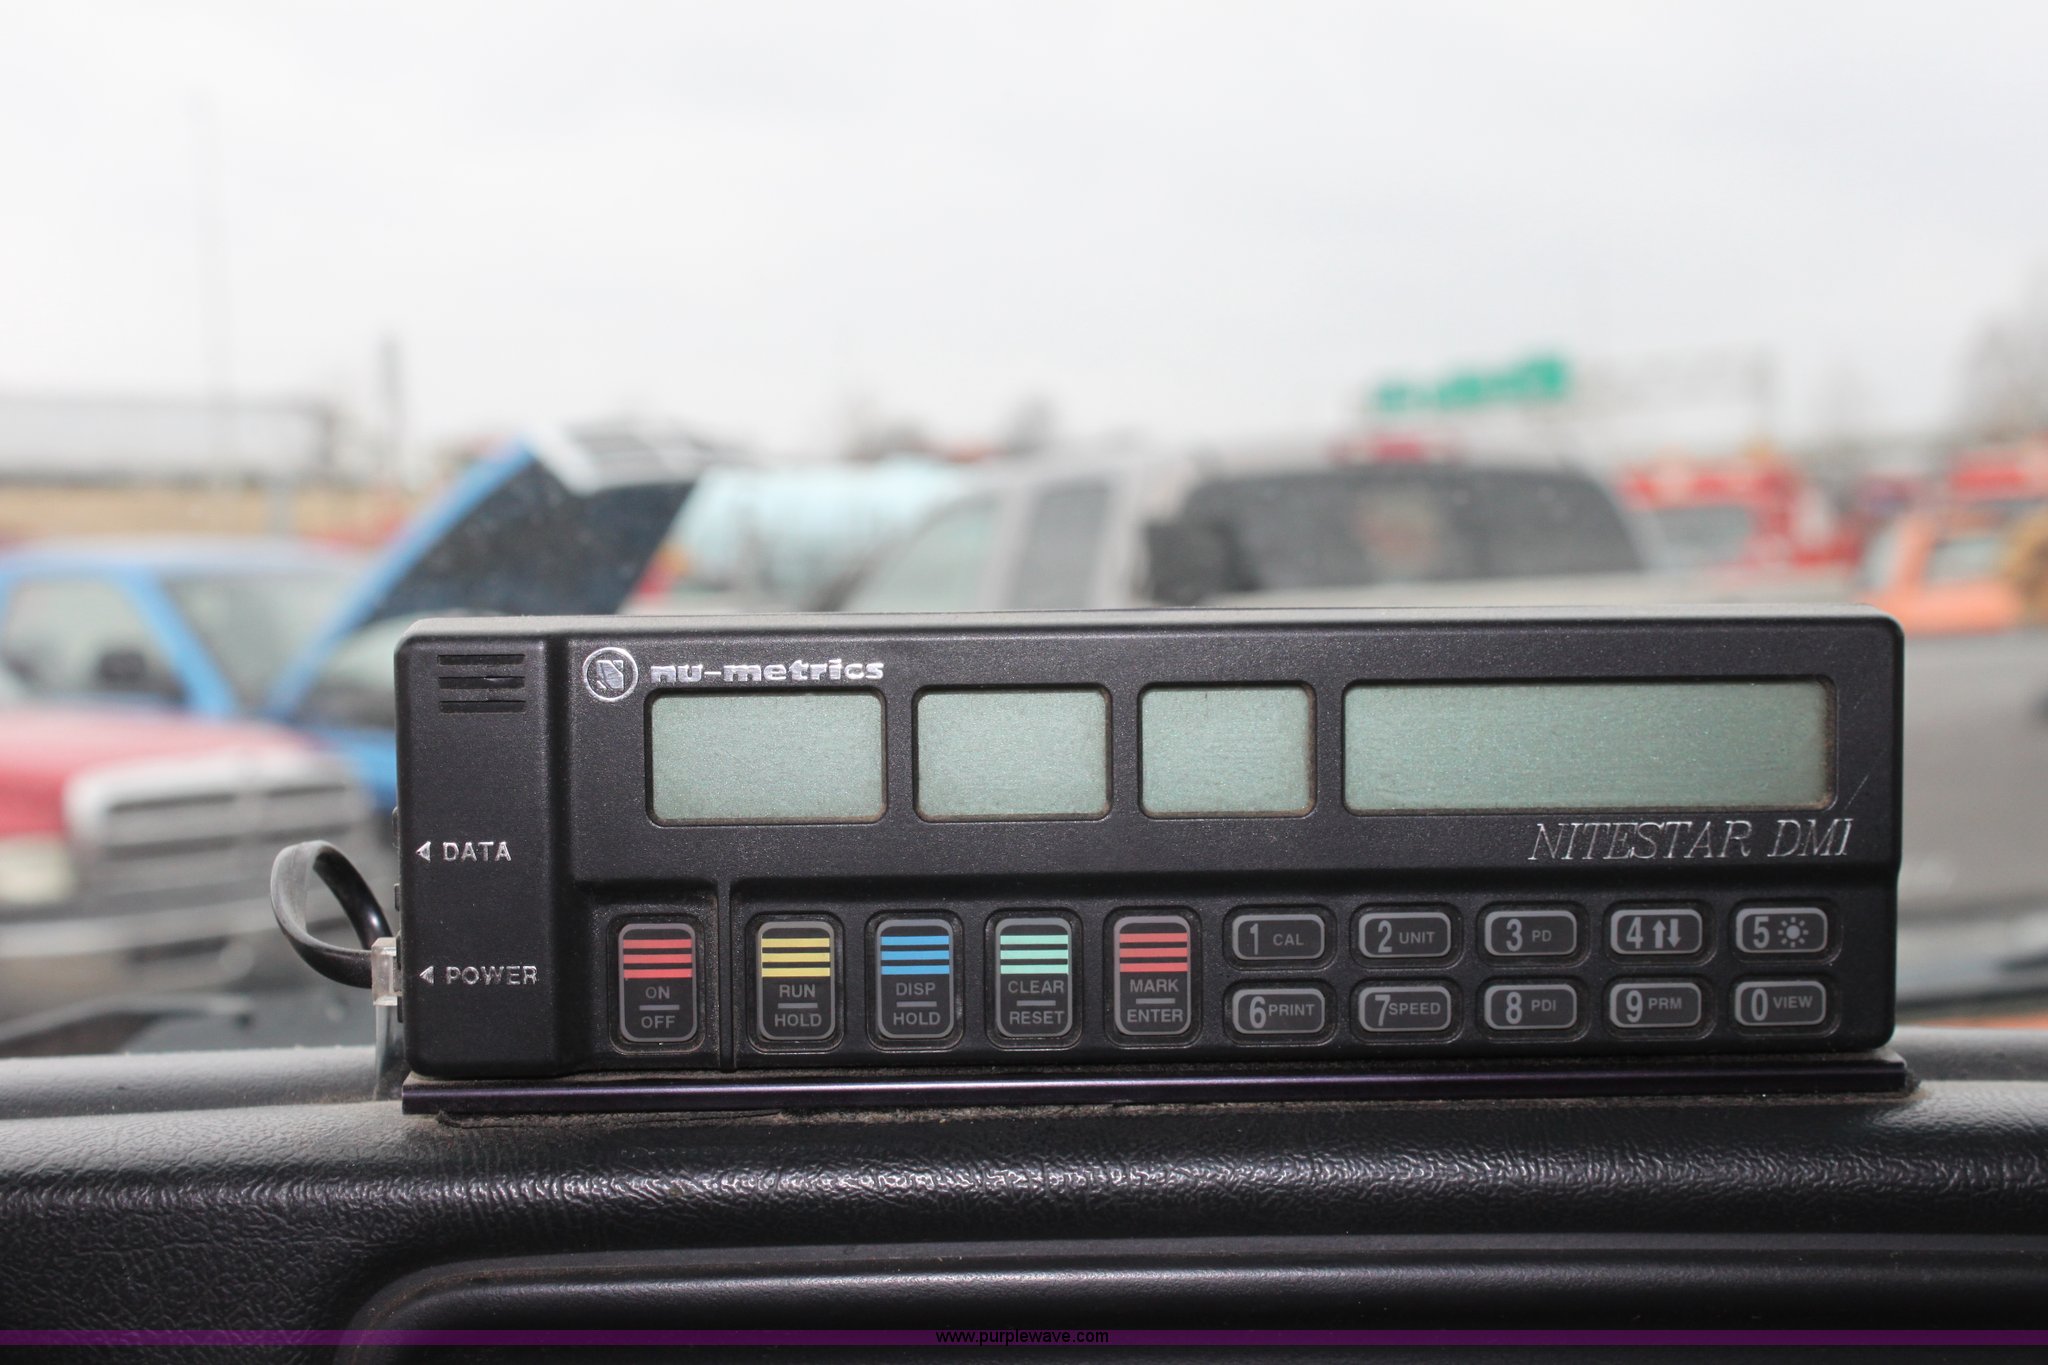 nu-metrics
NITESTAR DMI
DATA
POWER
ON
OFF
RUN
HOLD
DISP
HOLD
CLEAR
RESET
MARK
ENTER
1 CAL
2 UNIT
3 PD
4
5
6 PRINT
7 SPEED
8 PDI
9 PRM
0 VIEW
www.purplewave.com